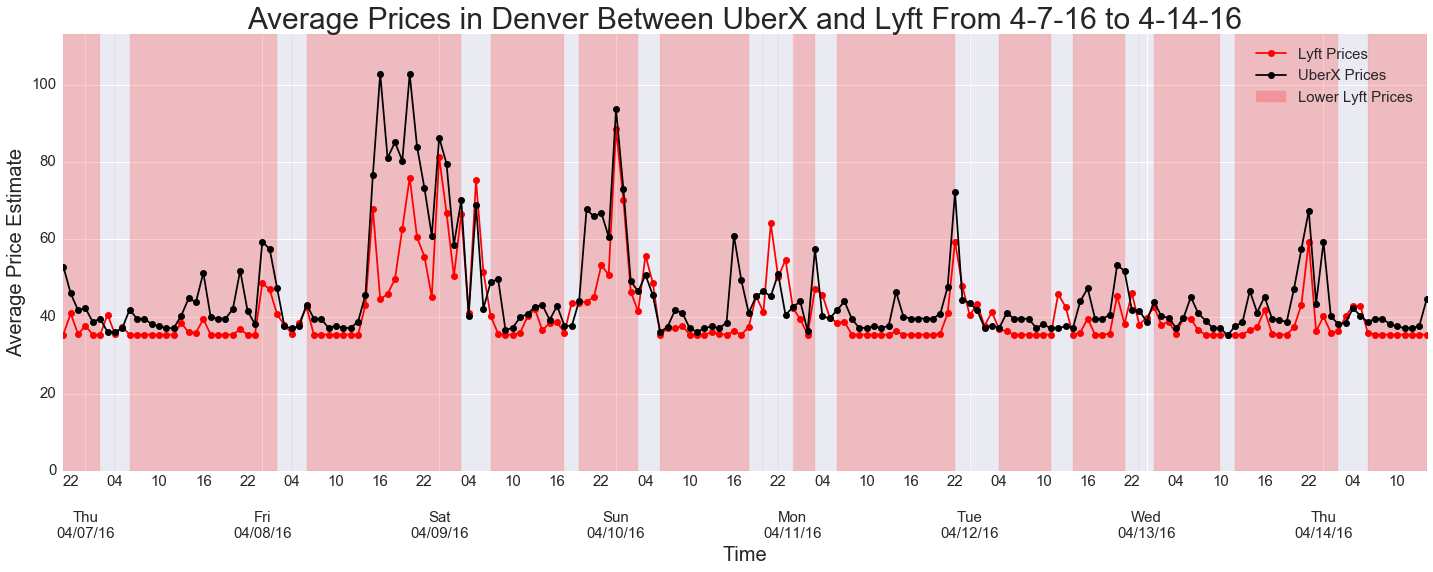 Average Prices in Denver Between UberX and Lyft From 4-7-16 to 4-14-16
Lyft Prices
UberX Prices
Lower Lyft Prices
Average Price Estimate
100
80
60
40
20
0
22 04 10 16 22 04 10 16 22 04 10 16 22 04 10 16 22 04 10 16 22 04 10 16 22 04 10 16 22 04 10
Thu Fri Sat Sun Mon Tue Wed Thu
04/07/16 04/08/16 04/09/16 04/10/16 04/11/16 04/12/16 04/13/16 04/14/16
Time